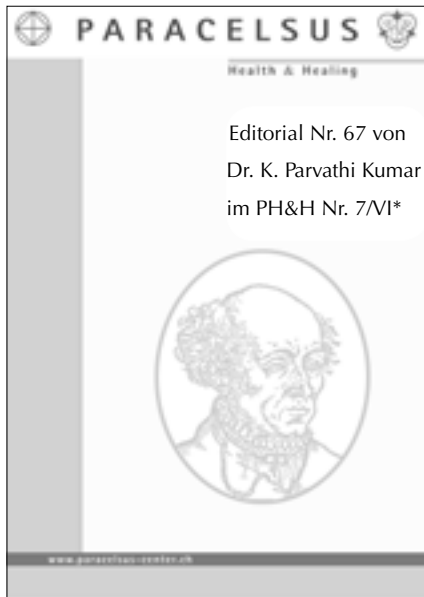 PARACELSUS
Health & Healing
Editorial Nr. 67 von
Dr. K. Parvathi Kumar
im PH&H Nr. 7/VI*
www.paracelsus-center.ch